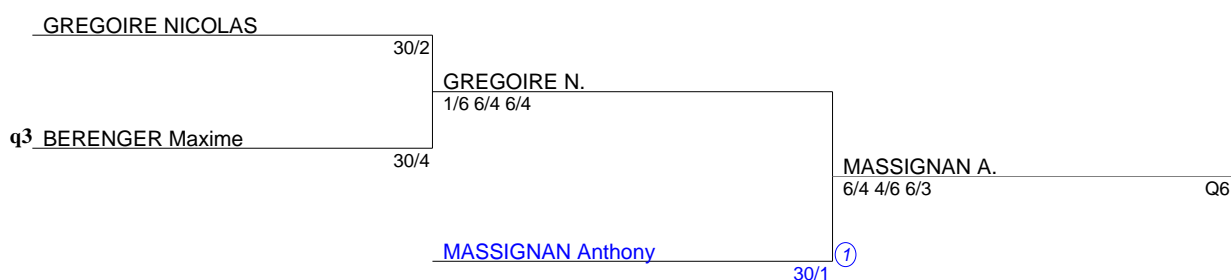 GREGOIRE NICOLAS
30/2
GREGOIRE N.
1/6 6/4 6/4
q3 BERENGER Maxime
30/4
MASSIGNAN A.
6/4 4/6 6/3 Q6
MASSIGNAN Anthony 1
30/1